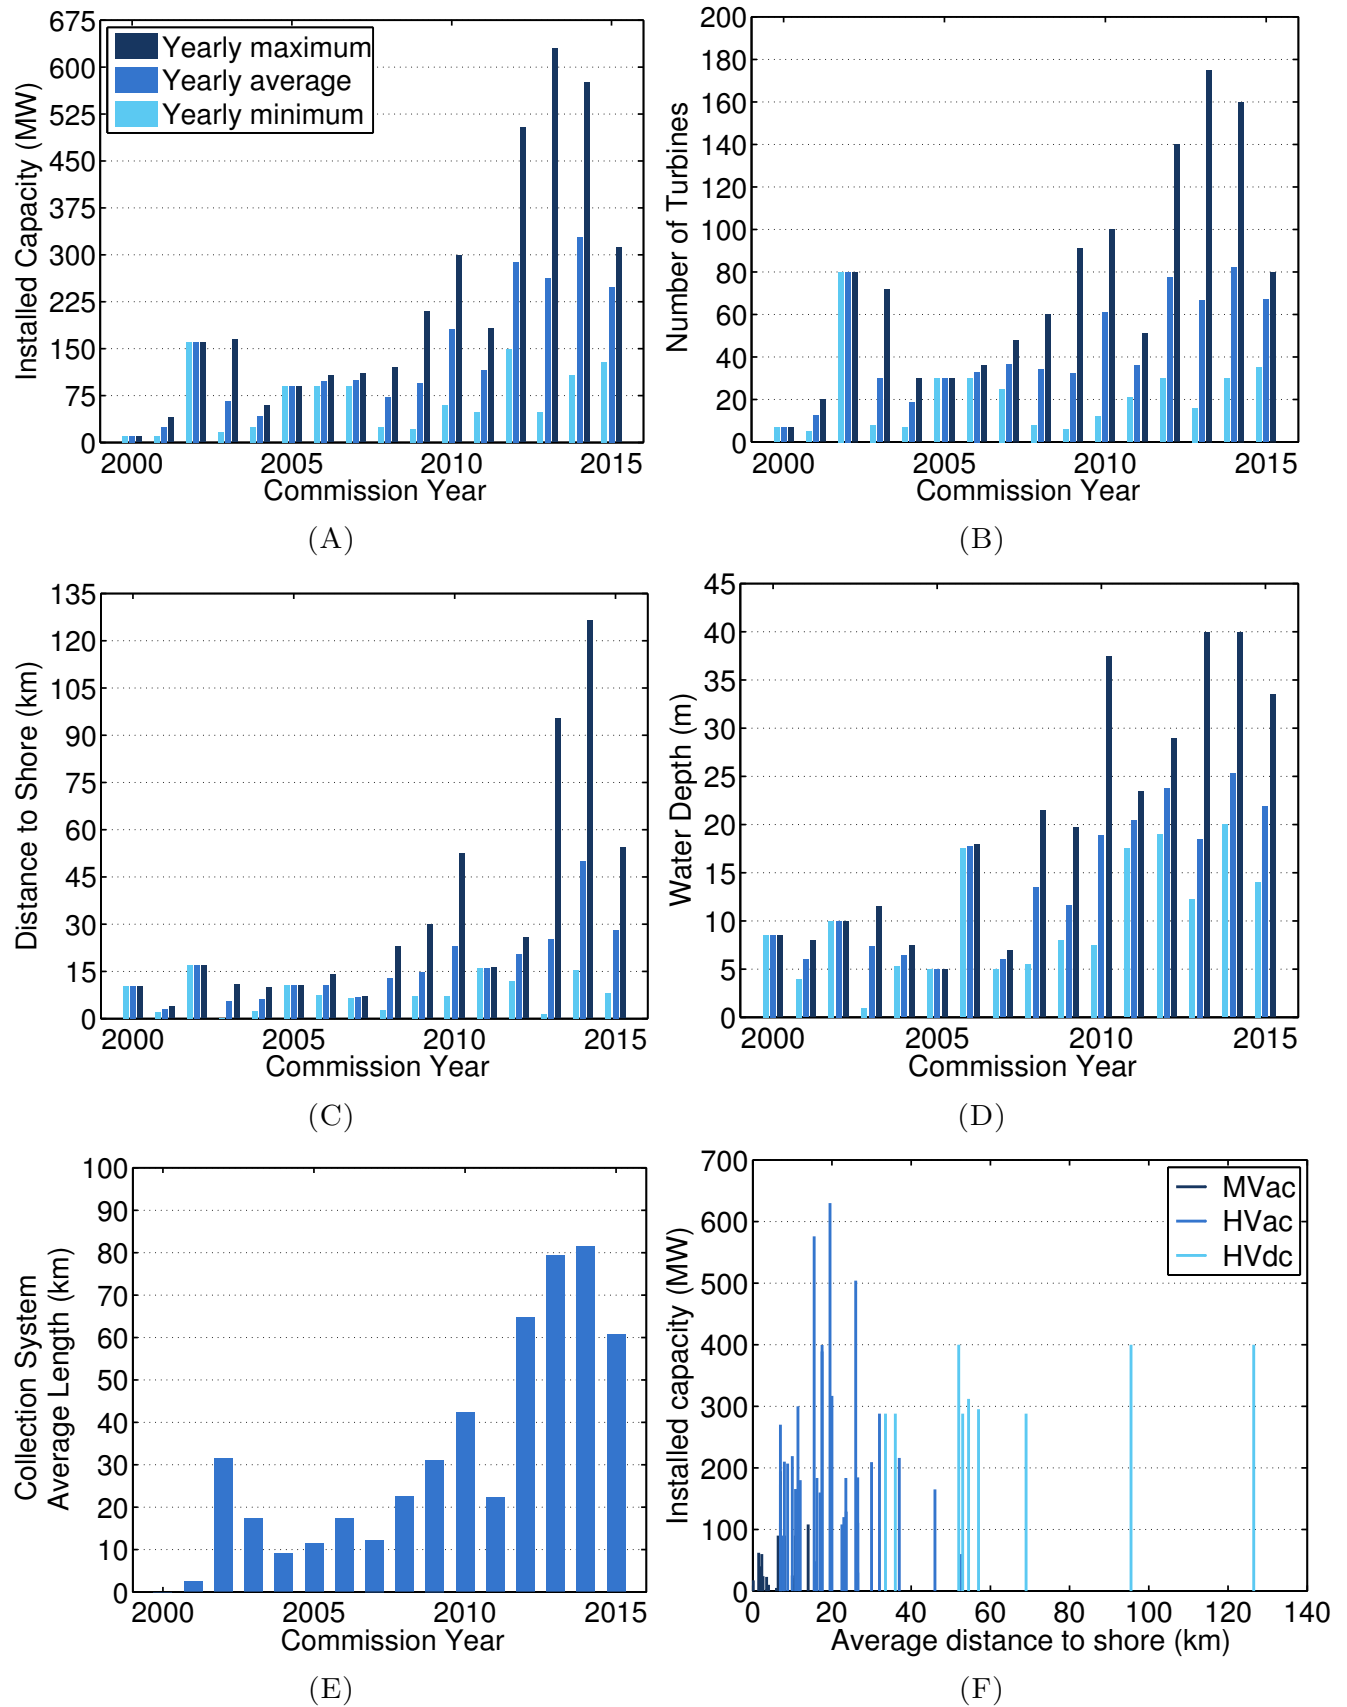 675
600
525
450
375
300
225
150
75
0
Installed Capacity (MW)
Yearly maximum
Yearly average
Yearly minimum
2000 2005 2010 2015
Commission Year
(A)
200
180
160
140
120
100
80
60
40
20
0
Number of Turbines
2000 2005 2010 2015
Commission Year
(B)
135
120
105
90
75
60
45
30
15
0
Distance to Shore (km)
2000 2005 2010 2015
Commission Year
(C)
45
40
35
30
25
20
15
10
5
0
Water Depth (m)
2000 2005 2010 2015
Commission Year
(D)
100
90
80
70
60
50
40
30
20
10
0
Collection System
Average Length (km)
2000 2005 2010 2015
Commission Year
(E)
700
600
500
400
300
200
100
0
Installed capacity (MW)
MVac
HVac
HVdc
0 20 40 60 80 100 120 140
Average distance to shore (km)
(F)